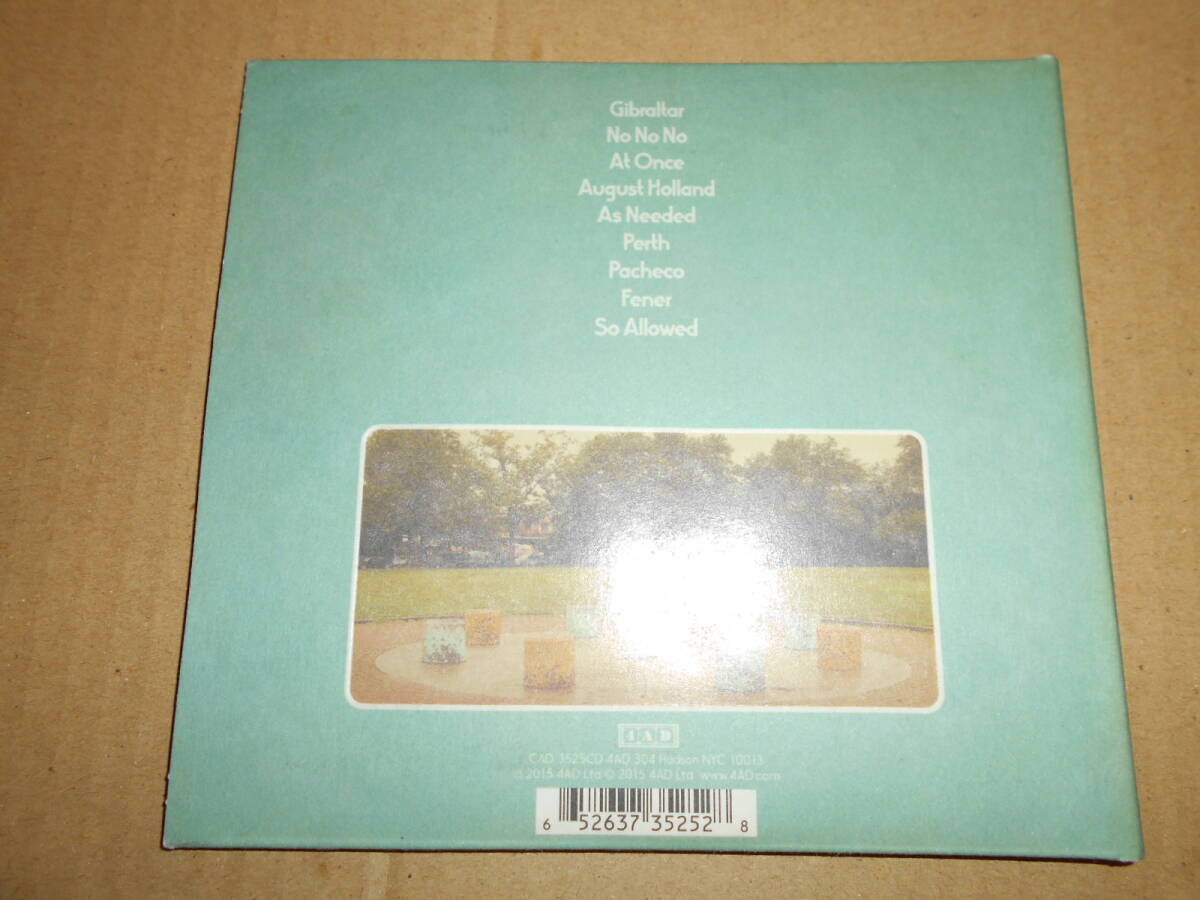 Gibraltar
No No No
At Once
August Holland
As Needed
Perth
Pacheco
Fener
So Allowed
4AD
CAD 3525CD 4AD 304 Hudson NYC 10013
℗ 2015 4AD Ltd © 2015 4AD Ltd www.4AD.com
6 52637 35252 8